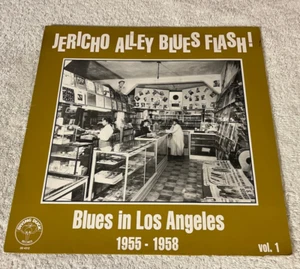 JERICHO ALLEY BLUES FLASH!
Blues in Los Angeles
1955 - 1958
vol. 1